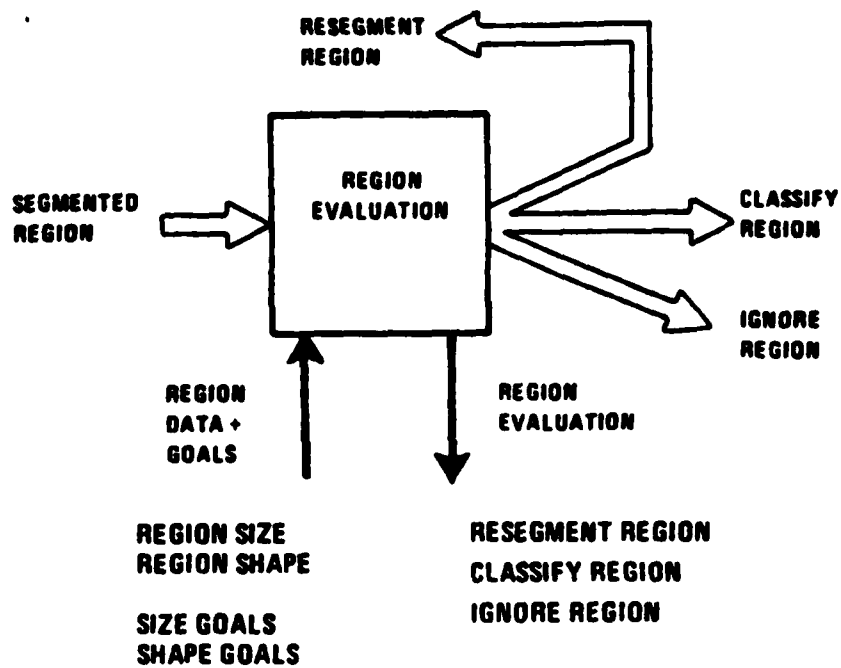 RESEGMENT
REGION
REGION
EVALUATION
SEGMENTED
REGION
CLASSIFY
REGION
IGNORE
REGION
REGION
DATA +
GOALS
REGION
EVALUATION
REGION SIZE
REGION SHAPE
SIZE GOALS
SHAPE GOALS
RESEGMENT REGION
CLASSIFY REGION
IGNORE REGION